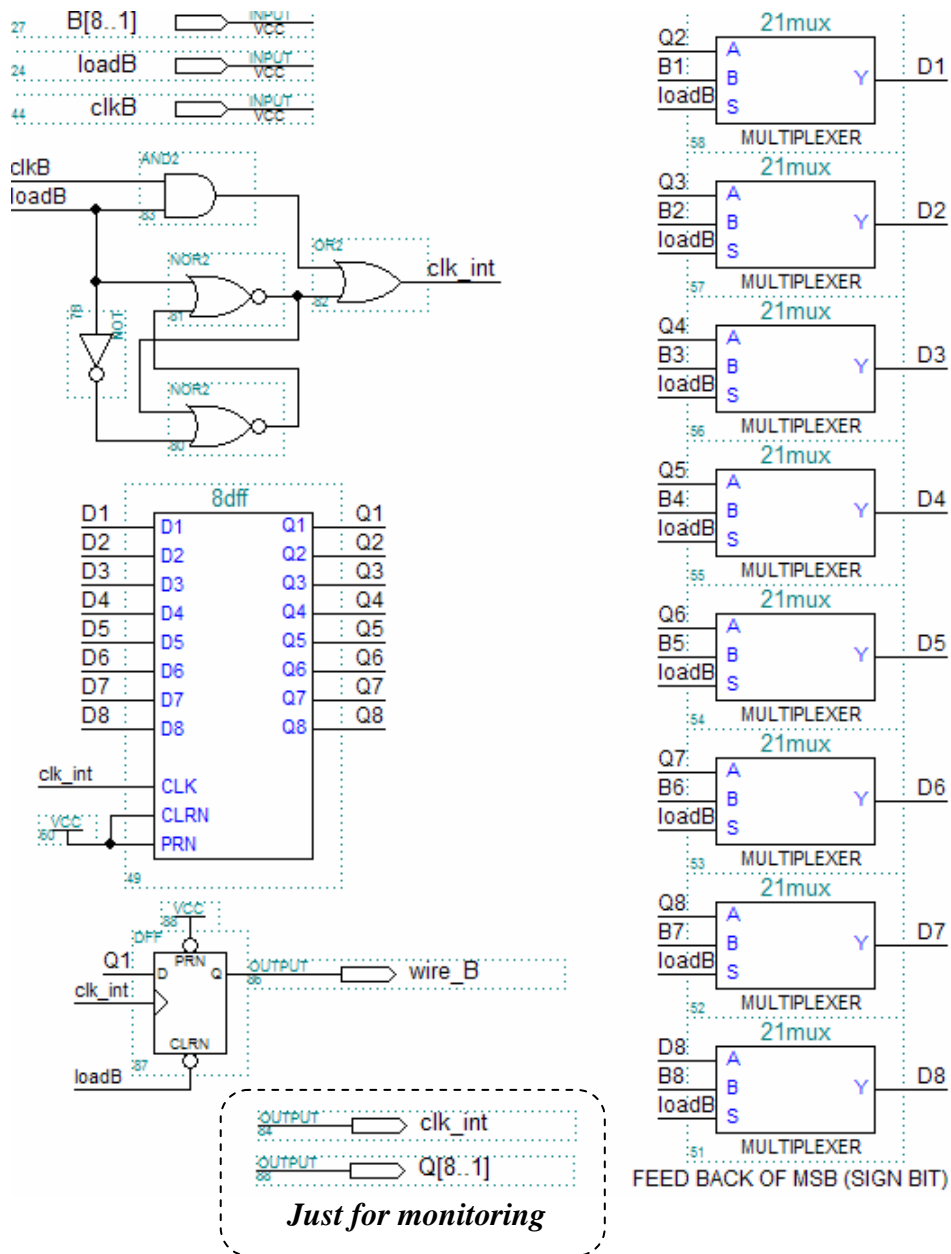 27 B[8..1] INPUT VCC
24 loadB INPUT VCC
44 clkB INPUT VCC
clkB
loadB
AND2
83
NOR2
81
OR2
82
clk_int
NOT
NOR2
80
8dff
D1 D1 Q1 Q1
D2 D2 Q2 Q2
D3 D3 Q3 Q3
D4 D4 Q4 Q4
D5 D5 Q5 Q5
D6 D6 Q6 Q6
D7 D7 Q7 Q7
D8 D8 Q8 Q8
clk_int CLK
CLRN
VCC
PRN
49
VCC
88
DFF
PRN
Q1 D Q
clk_int
CLRN
87
loadB
OUTPUT wire_B
OUTPUT clk_int
84
OUTPUT Q[8..1]
Just for monitoring
21mux
Q2 A
B1 B Y D1
loadB S
58 MULTIPLEXER
21mux
Q3 A
B2 B Y D2
loadB S
57 MULTIPLEXER
21mux
Q4 A
B3 B Y D3
loadB S
56 MULTIPLEXER
21mux
Q5 A
B4 B Y D4
loadB S
55 MULTIPLEXER
21mux
Q6 A
B5 B Y D5
loadB S
54 MULTIPLEXER
21mux
Q7 A
B6 B Y D6
loadB S
53 MULTIPLEXER
21mux
Q8 A
B7 B Y D7
loadB S
52 MULTIPLEXER
21mux
D8 A
B8 B Y D8
loadB S
51 MULTIPLEXER
FEED BACK OF MSB (SIGN BIT)